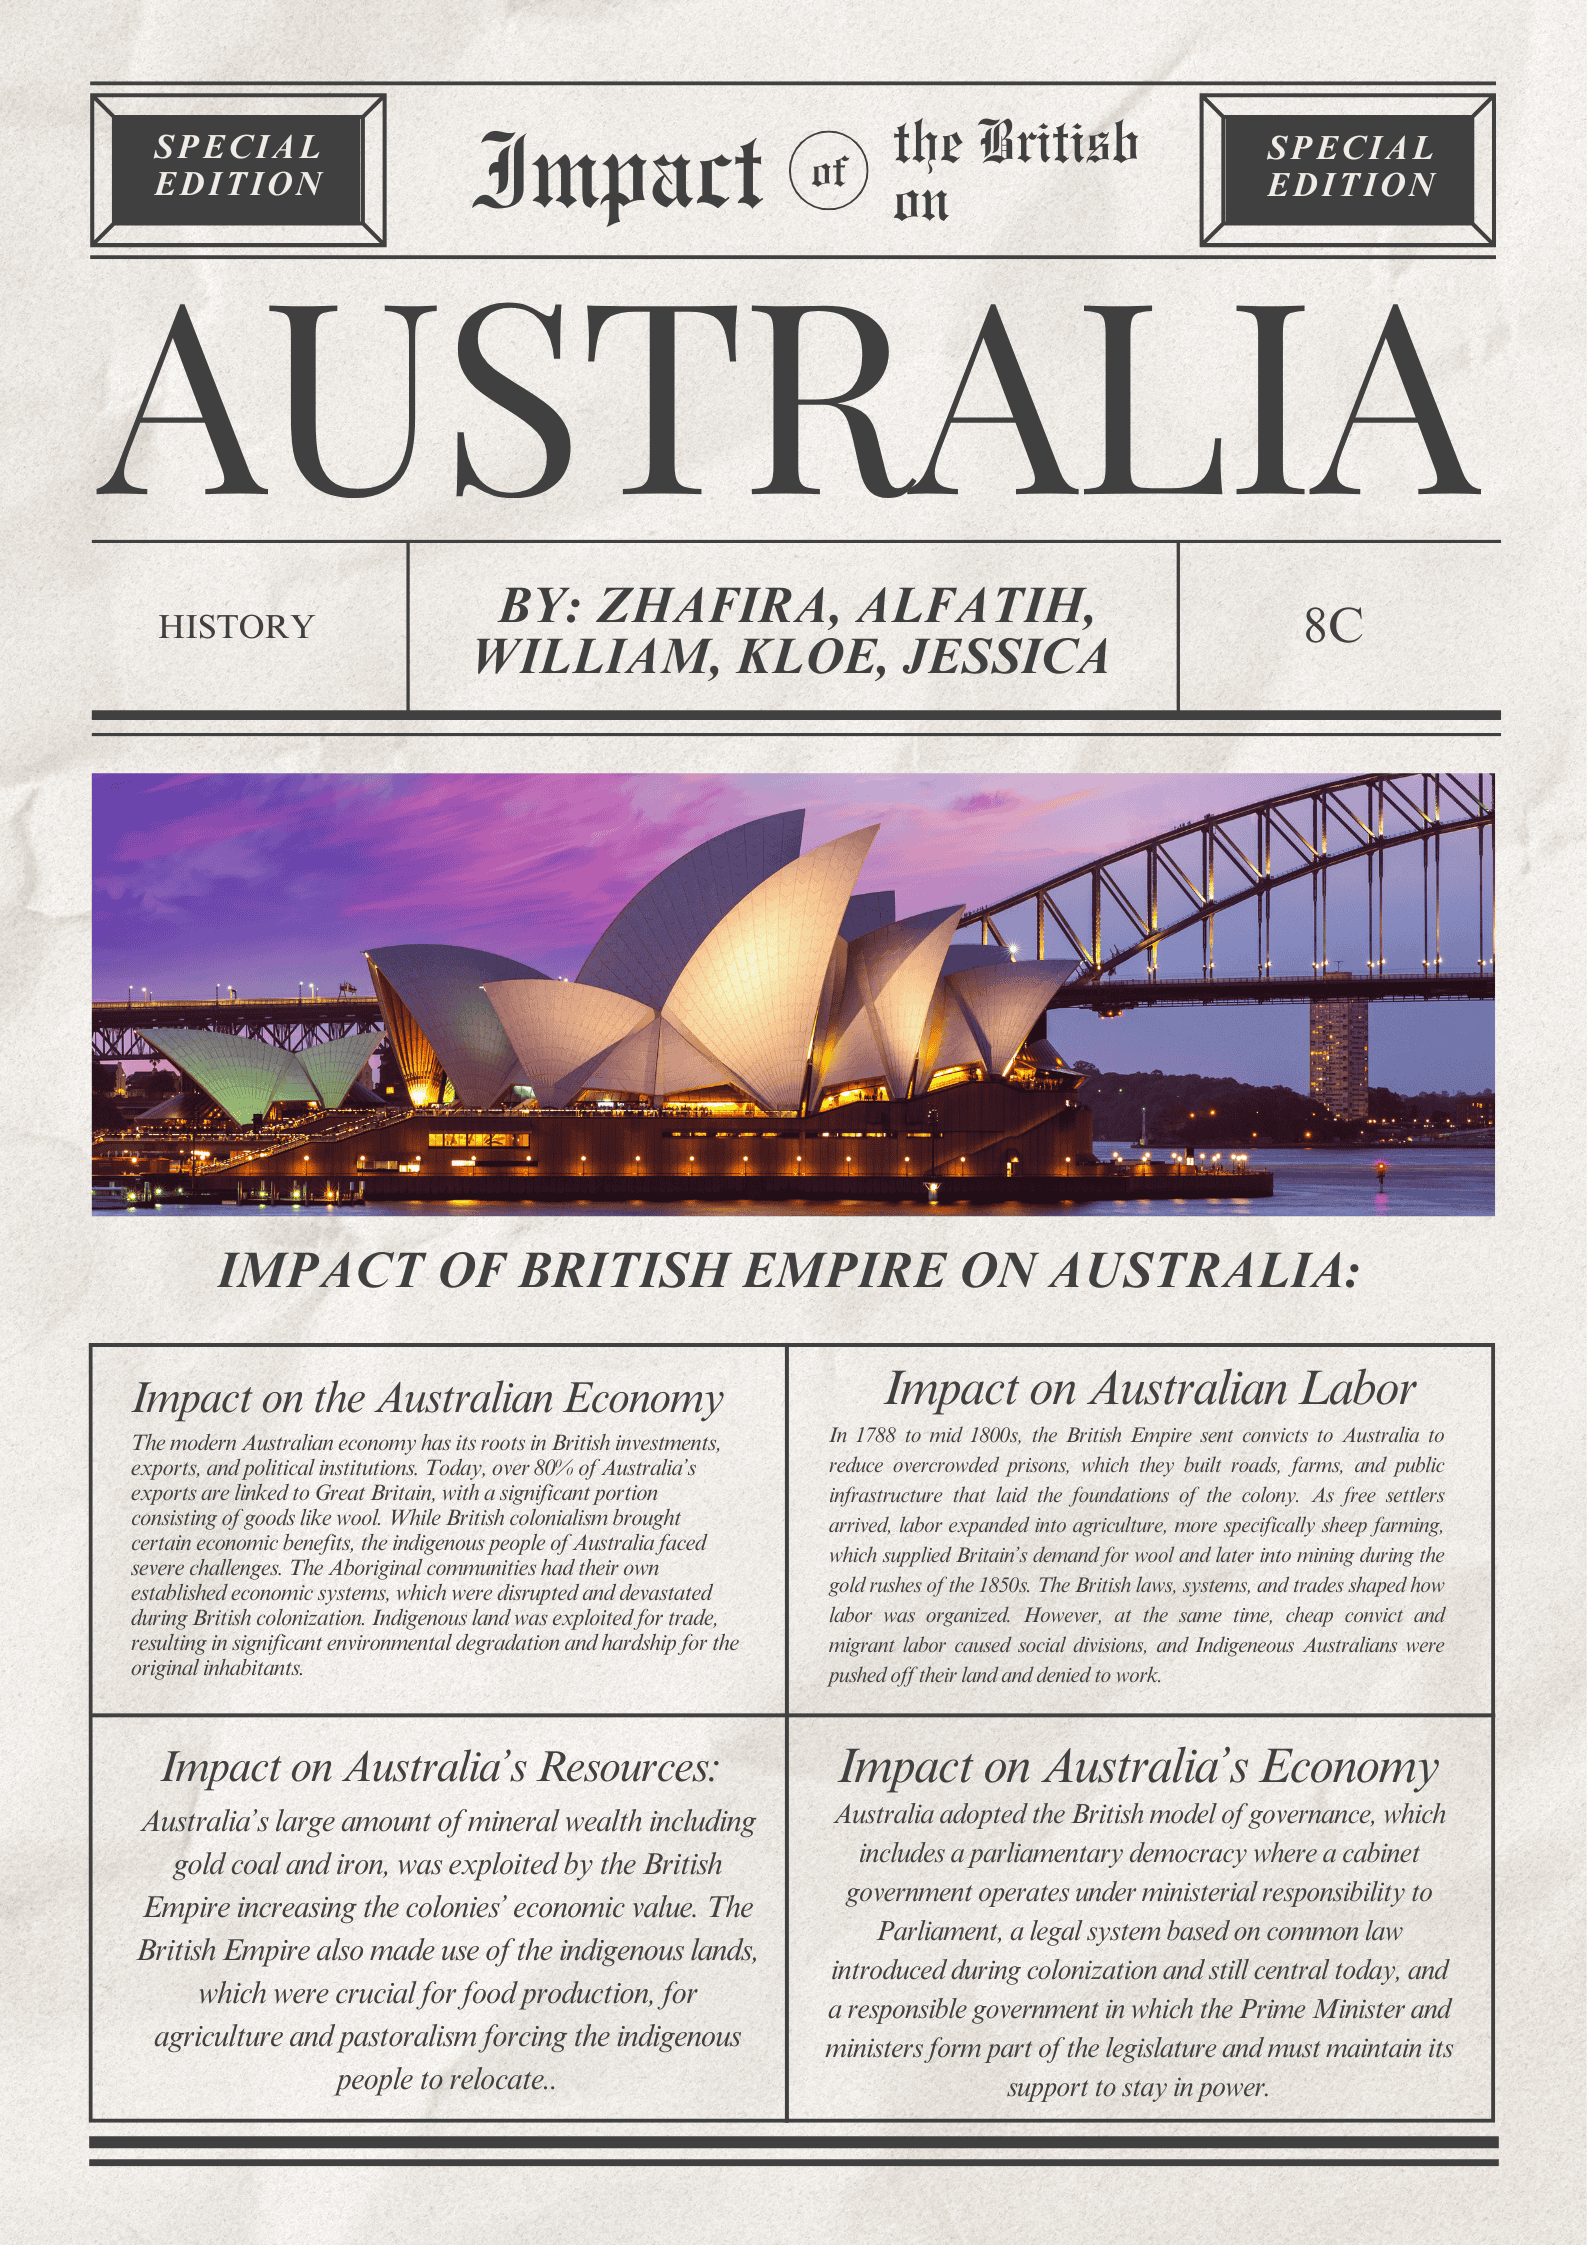 SPECIAL
EDITION
Impact of the British
on
SPECIAL
EDITION
AUSTRALIA
HISTORY
BY: ZHAFIRA, ALFATIH,
WILLIAM, KLOE, JESSICA
8C
IMPACT OF BRITISH EMPIRE ON AUSTRALIA:
Impact on the Australian Economy
The modern Australian economy has its roots in British investments,
exports, and political institutions. Today, over 80% of Australia’s
exports are linked to Great Britain, with a significant portion
consisting of goods like wool. While British colonialism brought
certain economic benefits, the indigenous people of Australia faced
severe challenges. The Aboriginal communities had their own
established economic systems, which were disrupted and devastated
during British colonization. Indigenous land was exploited for trade,
resulting in significant environmental degradation and hardship for the
original inhabitants.
Impact on Australian Labor
In 1788 to mid 1800s, the British Empire sent convicts to Australia to
reduce overcrowded prisons, which they built roads, farms, and public
infrastructure that laid the foundations of the colony. As free settlers
arrived, labor expanded into agriculture, more specifically sheep farming,
which supplied Britain’s demand for wool and later into mining during the
gold rushes of the 1850s. The British laws, systems, and trades shaped how
labor was organized. However, at the same time, cheap convict and
migrant labor caused social divisions, and Indigeneous Australians were
pushed off their land and denied to work.
Impact on Australia’s Resources:
Australia’s large amount of mineral wealth including
gold coal and iron, was exploited by the British
Empire increasing the colonies’ economic value. The
British Empire also made use of the indigenous lands,
which were crucial for food production, for
agriculture and pastoralism forcing the indigenous
people to relocate..
Impact on Australia’s Economy
Australia adopted the British model of governance, which
includes a parliamentary democracy where a cabinet
government operates under ministerial responsibility to
Parliament, a legal system based on common law
introduced during colonization and still central today, and
a responsible government in which the Prime Minister and
ministers form part of the legislature and must maintain its
support to stay in power.